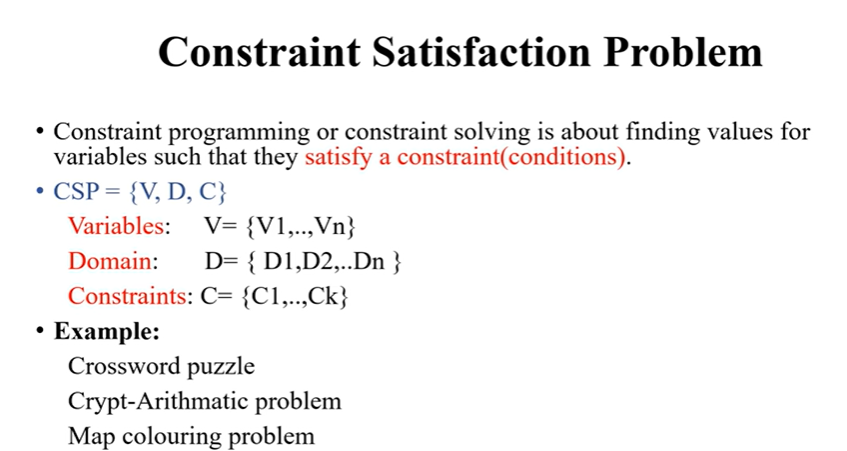 Constraint Satisfaction Problem
• Constraint programming or constraint solving is about finding values for
variables such that they satisfy a constraint(conditions).
• CSP = {V, D, C}
Variables: V= {V1,..,Vn}
Domain: D= { D1,D2,..Dn }
Constraints: C= {C1,..,Ck}
• Example:
Crossword puzzle
Crypt-Arithmatic problem
Map colouring problem